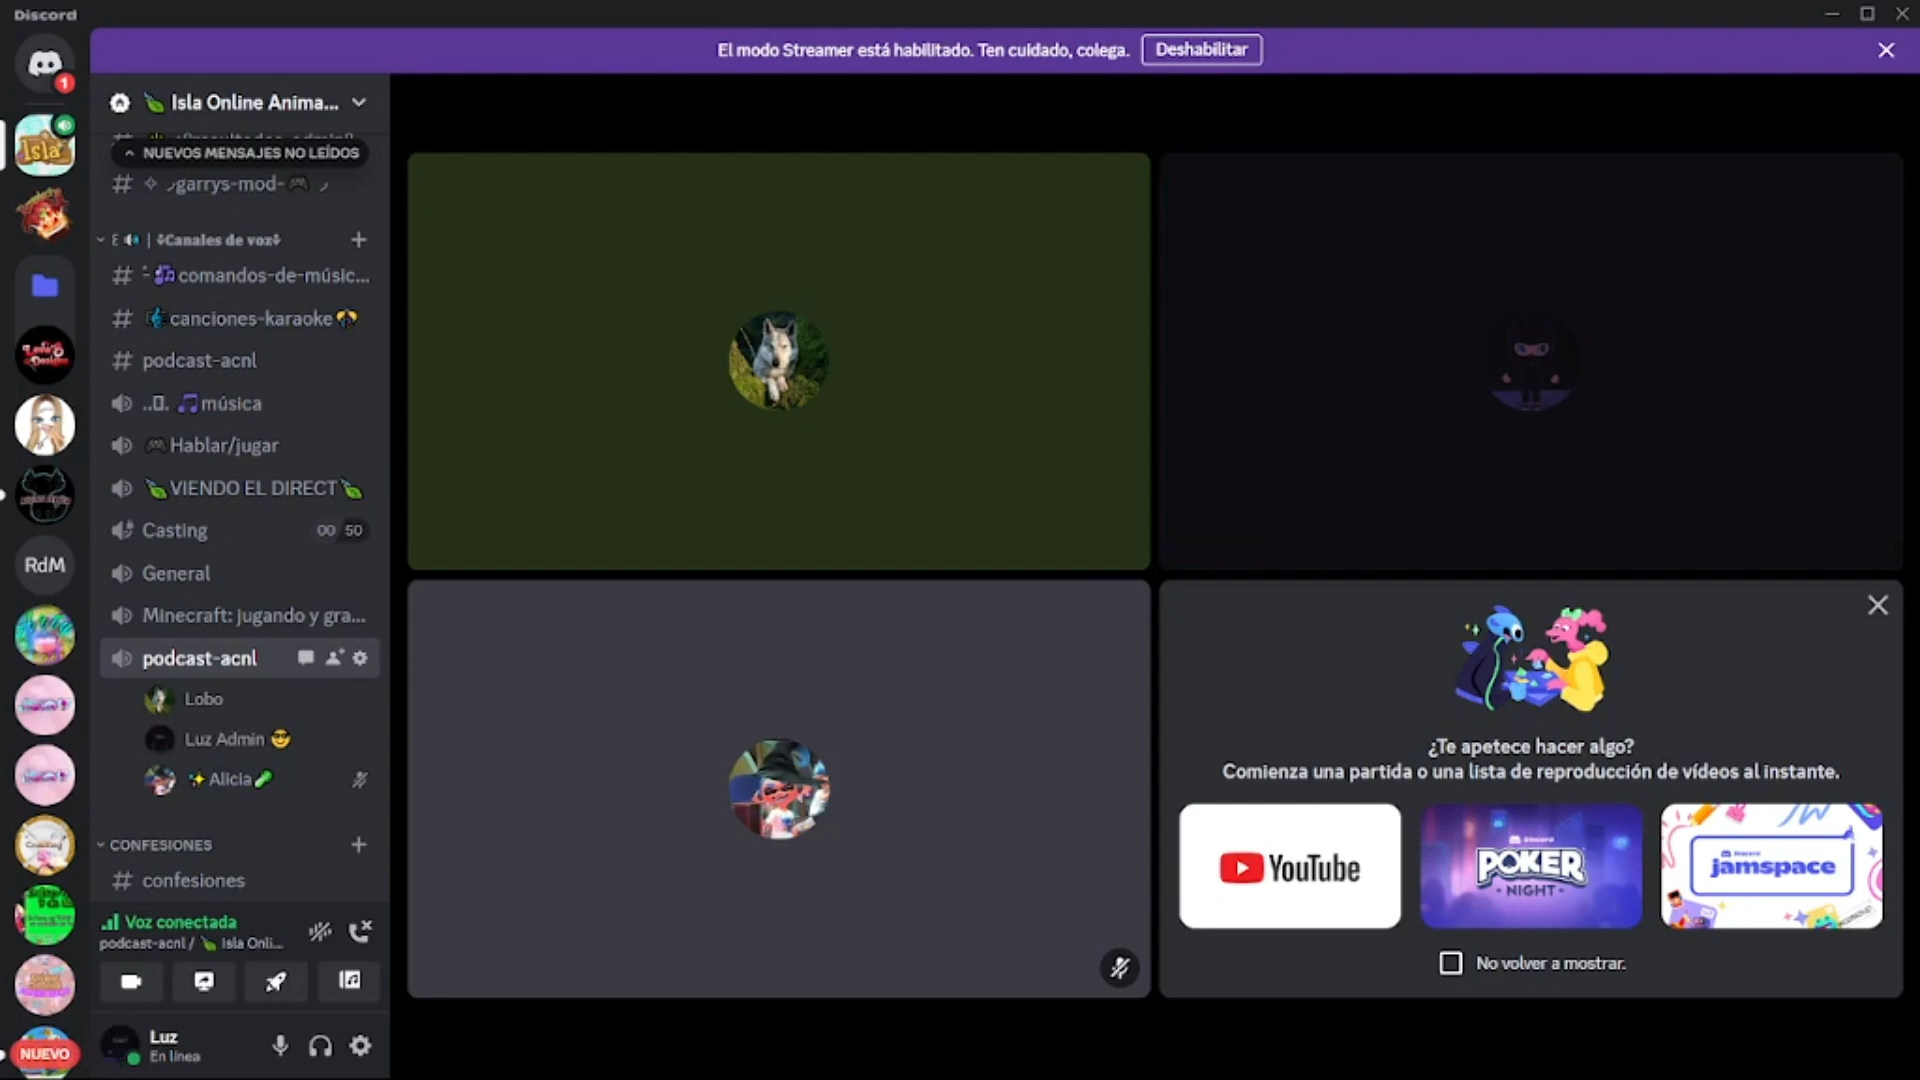 Discord
El modo Streamer está habilitado. Ten cuidado, colega.
Deshabilitar
1
Isla Online Anima...
NUEVOS MENSAJES NO LEÍDOS
garrys-mod-
E | Canales de voz
comandos-de-músic...
canciones-karaoke
podcast-acnl
música
Hablar/jugar
VIENDO EL DIRECT
Casting
00 50
General
Minecraft: jugando y gra...
podcast-acnl
Lobo
Luz Admin
Alicia
CONFESIONES
confesiones
Voz conectada
podcast-acnl / Isla Onli...
Luz
En línea
Isla
RdM
NUEVO
¿Te apetece hacer algo?
Comienza una partida o una lista de reproducción de vídeos al instante.
YouTube
Discord
POKER
NIGHT
Discord
jamspace
No volver a mostrar.